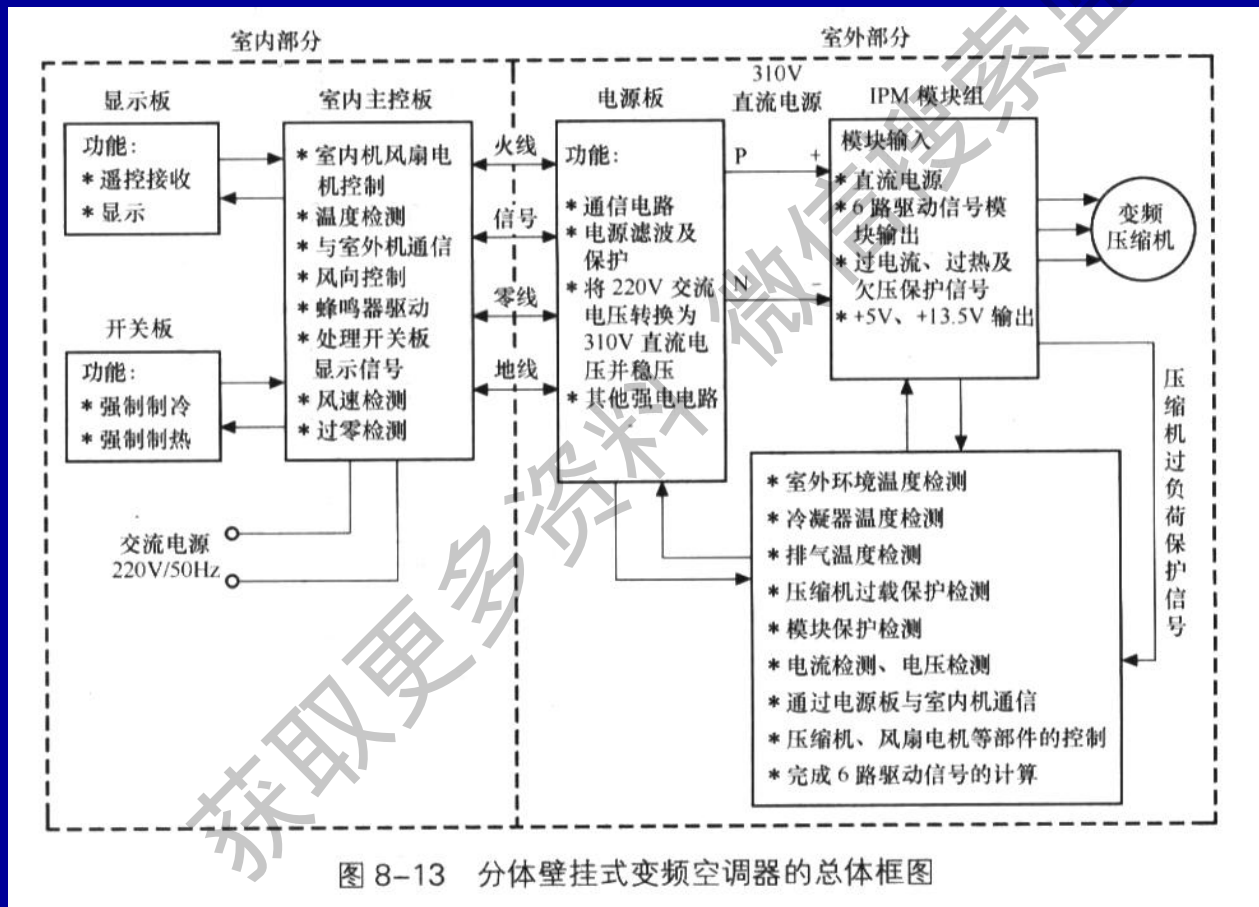 室内部分
室外部分
显示板
功能：
* 遥控接收
* 显示
开关板
功能：
* 强制制冷
* 强制制热
交流电源
220V/50Hz
室内主控板
* 室内机风扇电
机控制
* 温度检测
* 与室外机通信
* 风向控制
* 蜂鸣器驱动
* 处理开关板
显示信号
* 风速检测
* 过零检测
火线
信号
零线
地线
电源板
功能：
* 通信电路
* 电源滤波及
保护
* 将 220V 交流
电压转换为
310V 直流电
压并稳压
* 其他强电电路
310V
直流电源
P
+
N
−
IPM 模块组
模块输入
* 直流电源
* 6 路驱动信号模
块输出
* 过电流、过热及
欠压保护信号
* +5V、+13.5V 输出
变频
压缩机
压缩机过负荷保护信号
* 室外环境温度检测
* 冷凝器温度检测
* 排气温度检测
* 压缩机过载保护检测
* 模块保护检测
* 电流检测、电压检测
* 通过电源板与室内机通信
* 压缩机、风扇电机等部件的控制
* 完成 6 路驱动信号的计算
图 8-13 分体壁挂式变频空调器的总体框图
获取更多资料 微信搜索